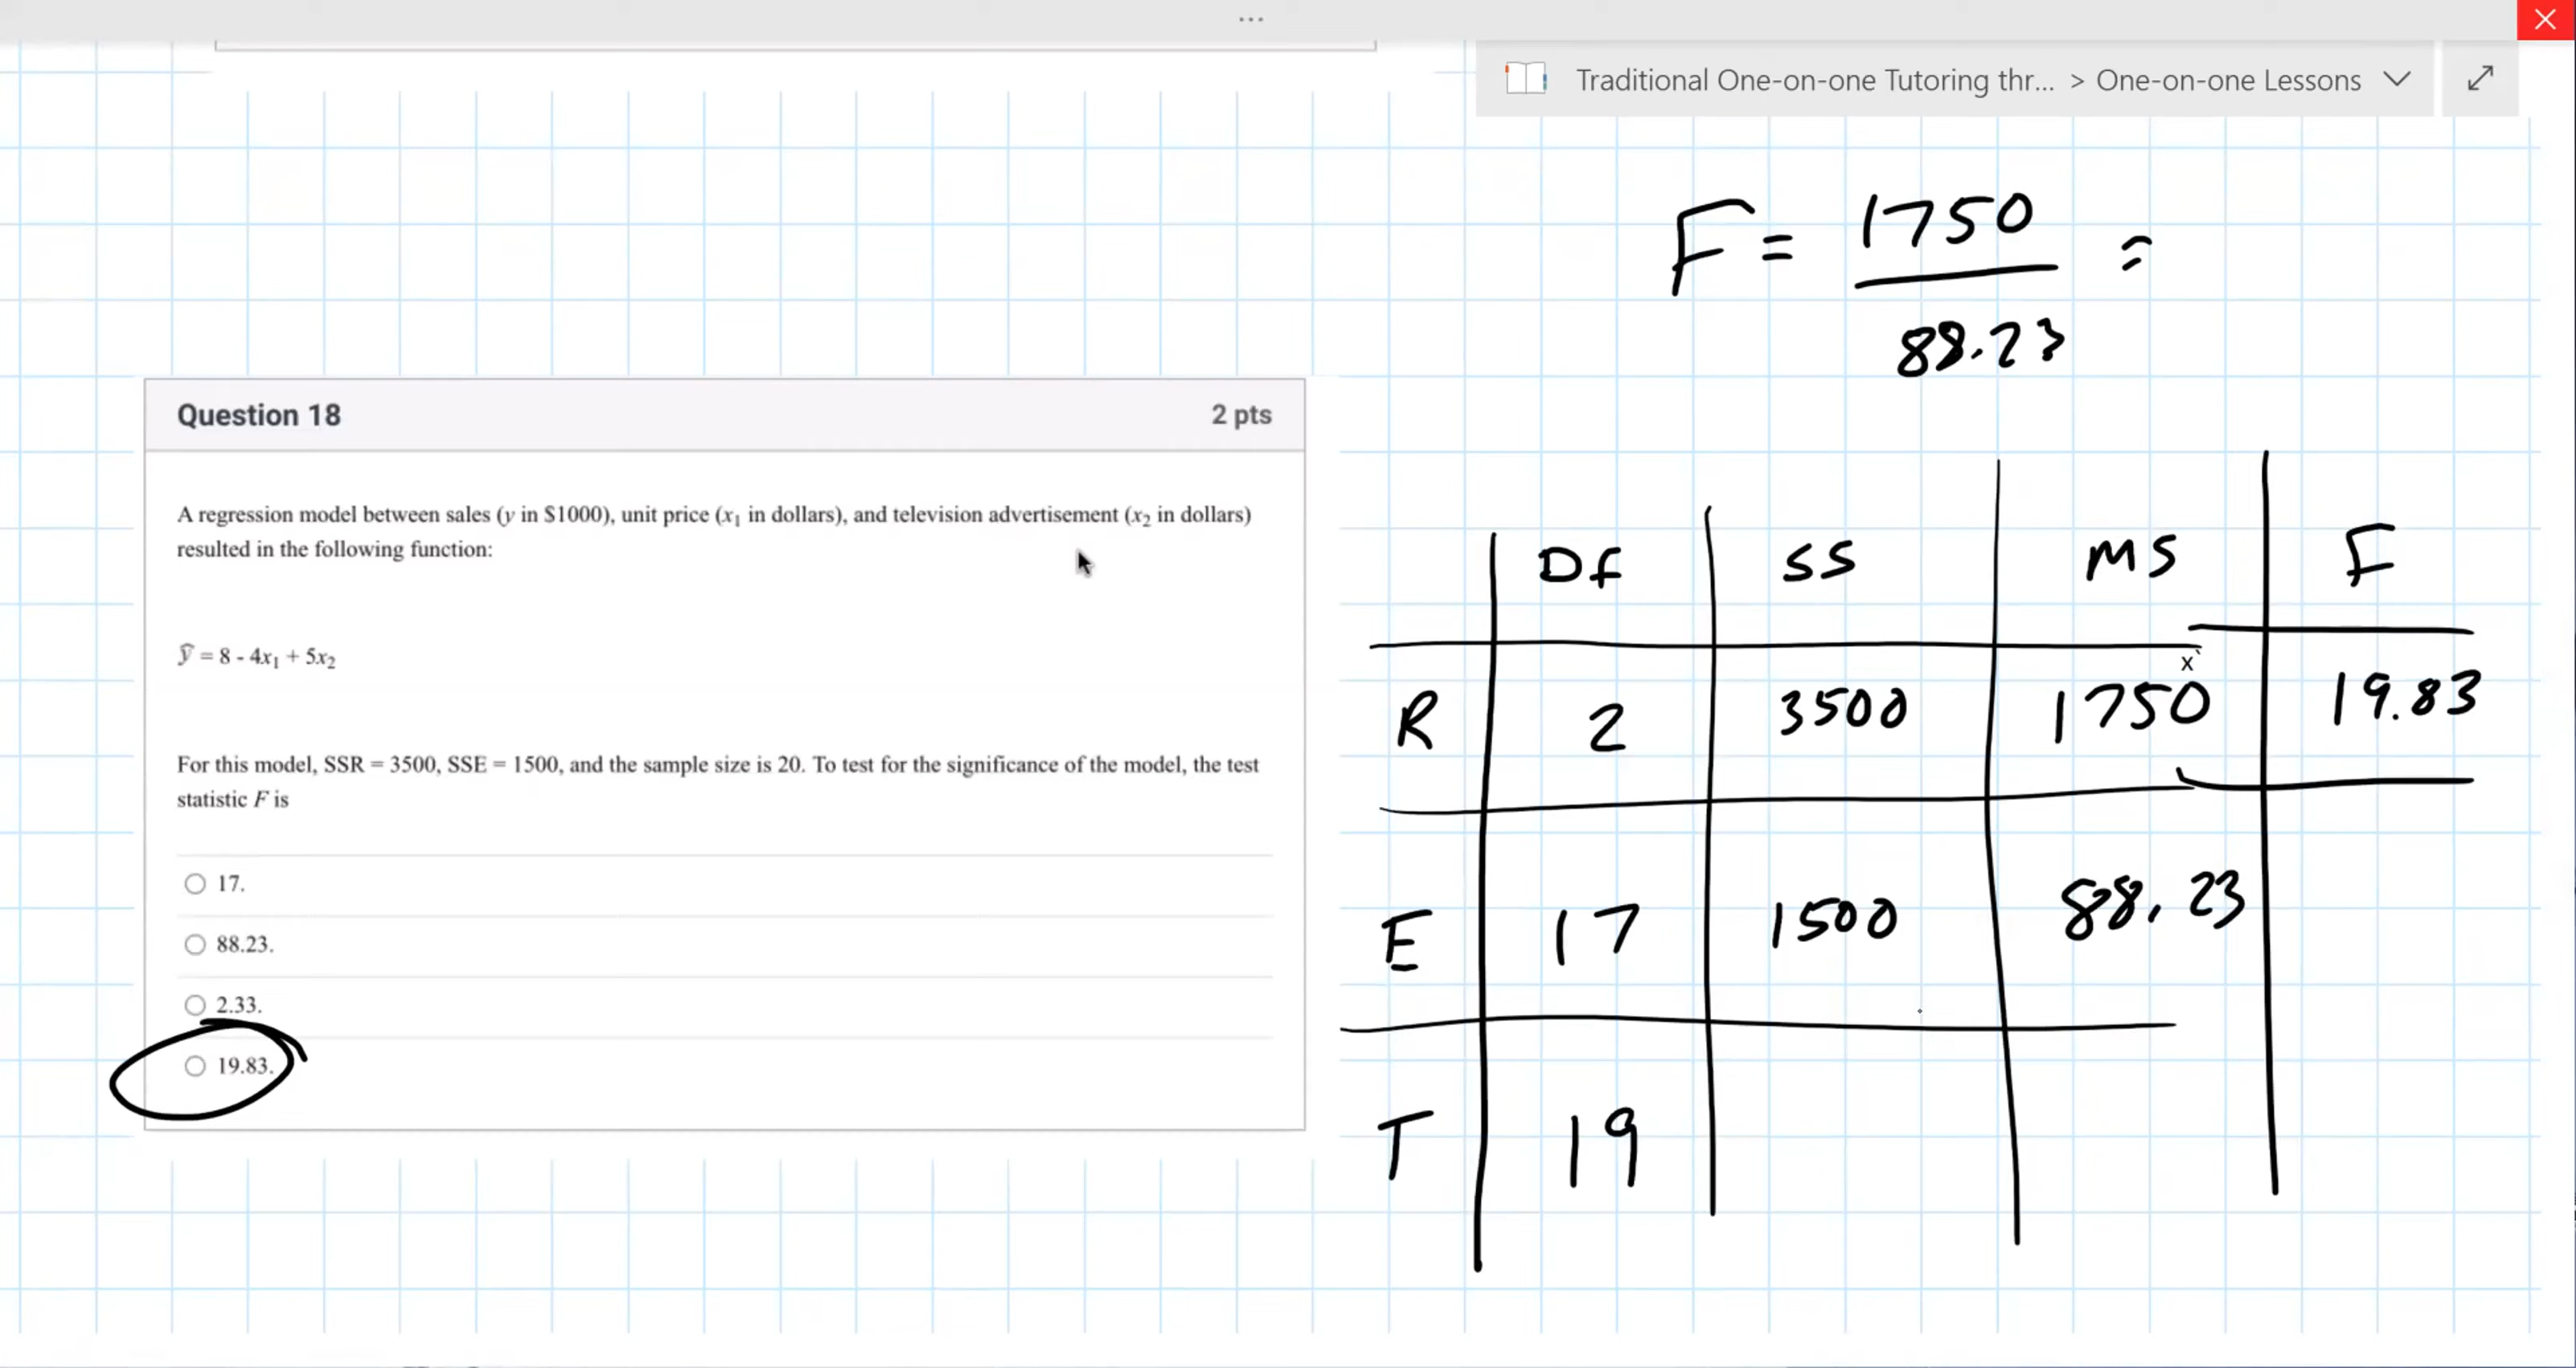 ...
Traditional One-on-one Tutoring thr... > One-on-one Lessons
F = 1750 / 88.23 =
Question 18 2 pts
A regression model between sales (y in $1000), unit price (x₁ in dollars), and television advertisement (x₂ in dollars)
resulted in the following function:
ŷ = 8 - 4x₁ + 5x₂
For this model, SSR = 3500, SSE = 1500, and the sample size is 20. To test for the significance of the model, the test
statistic F is
17.
88.23.
2.33.
19.83.
Df SS MS F
R 2 3500 1750 19.83
E 17 1500 88.23
T 19